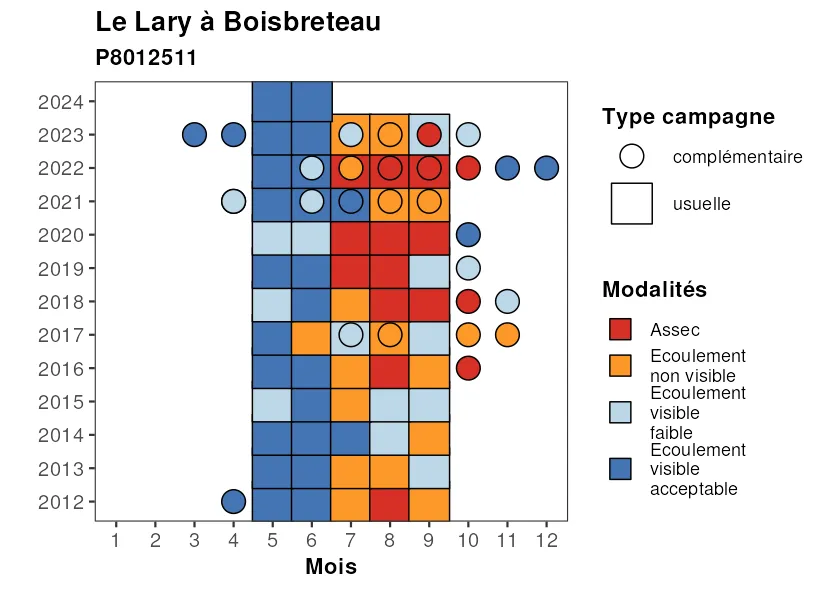 Le Lary à Boisbreteau
P8012511
2024
2023
2022
2021
2020
2019
2018
2017
2016
2015
2014
2013
2012
1 2 3 4 5 6 7 8 9 10 11 12
Mois
Type campagne
complémentaire
usuelle
Modalités
Assec
Ecoulement
non visible
Ecoulement
visible
faible
Ecoulement
visible
acceptable